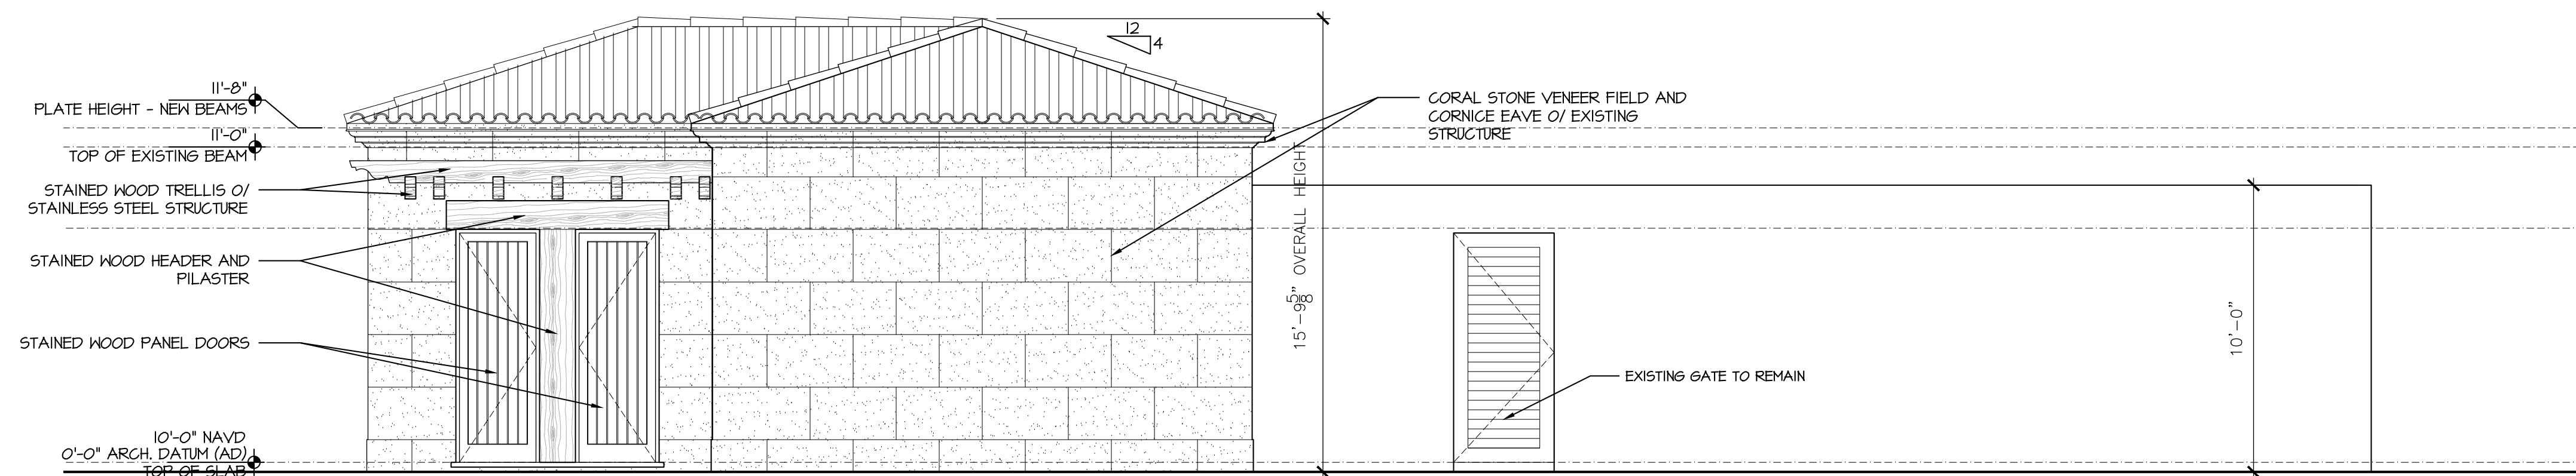 12
4
11'-8"
PLATE HEIGHT - NEW BEAMS
11'-0"
TOP OF EXISTING BEAM
STAINED WOOD TRELLIS O/
STAINLESS STEEL STRUCTURE
STAINED WOOD HEADER AND
PILASTER
STAINED WOOD PANEL DOORS
10'-0" NAVD
0'-0" ARCH. DATUM (AD)
TOP OF SLAB
CORAL STONE VENEER FIELD AND
CORNICE EAVE O/ EXISTING
STRUCTURE
15'-9 5/8" OVERALL HEIGHT
EXISTING GATE TO REMAIN
10'-0"